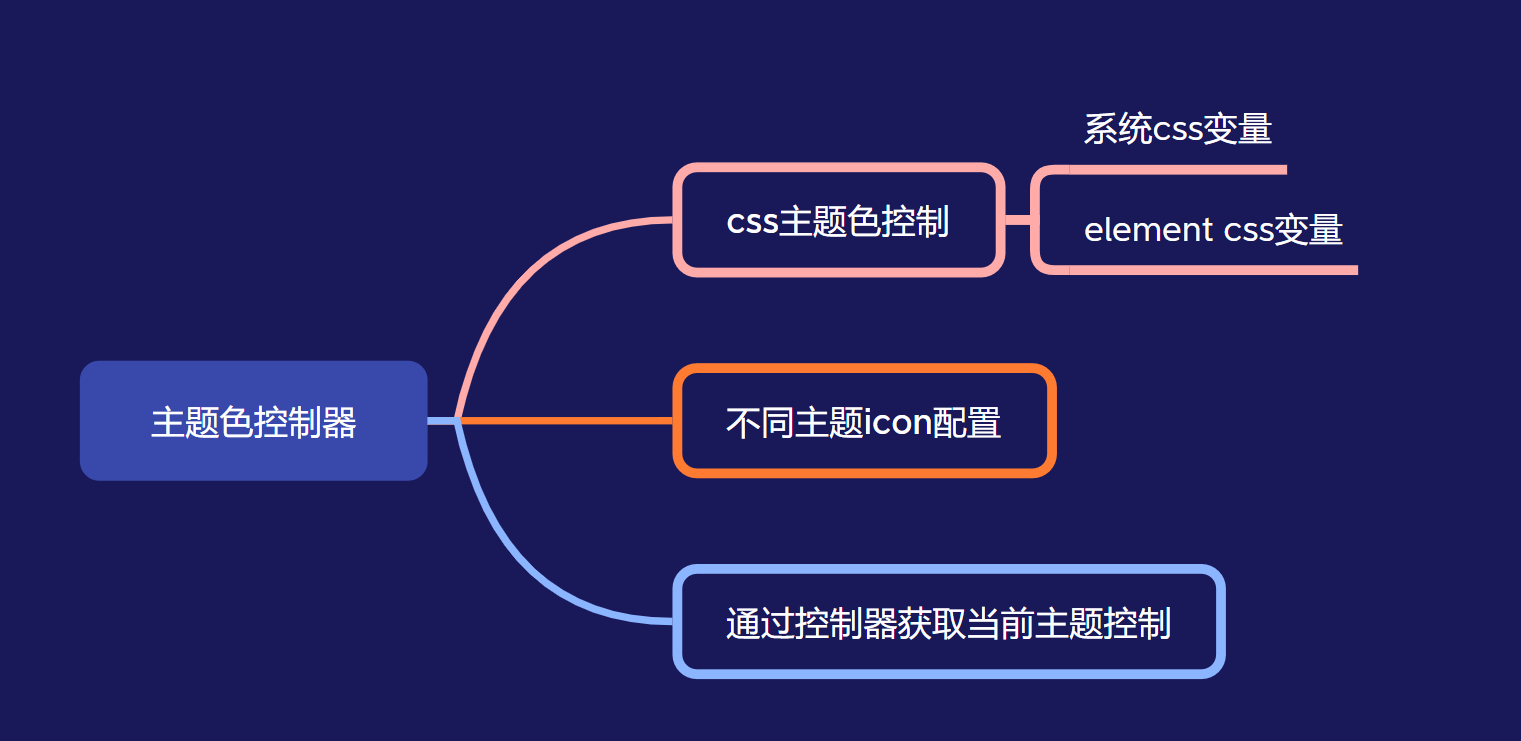 系统css变量
css主题色控制
element css变量
主题色控制器
不同主题icon配置
通过控制器获取当前主题控制